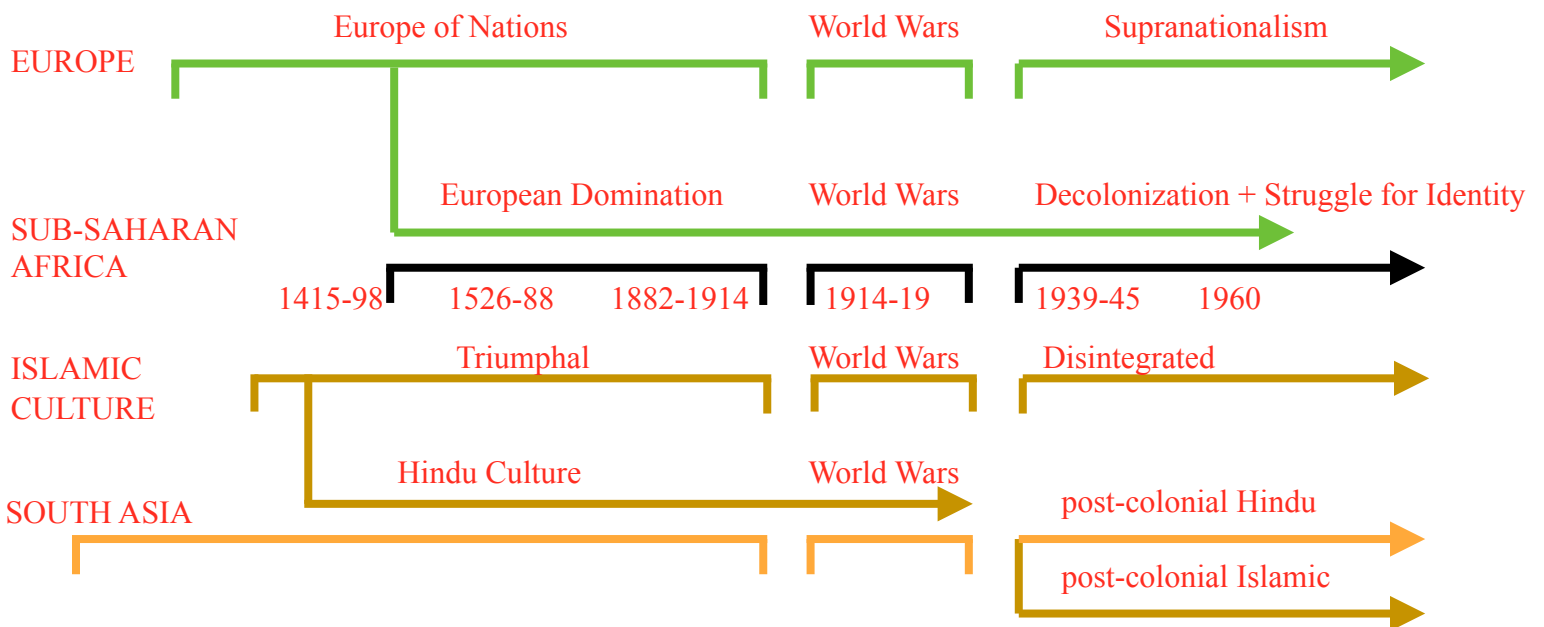 Europe of Nations World Wars Supranationalism
EUROPE
European Domination World Wars Decolonization + Struggle for Identity
SUB-SAHARAN
AFRICA
1415-98 1526-88 1882-1914 1914-19 1939-45 1960
Triumphal World Wars Disintegrated
ISLAMIC
CULTURE
Hindu Culture World Wars
SOUTH ASIA
post-colonial Hindu
post-colonial Islamic